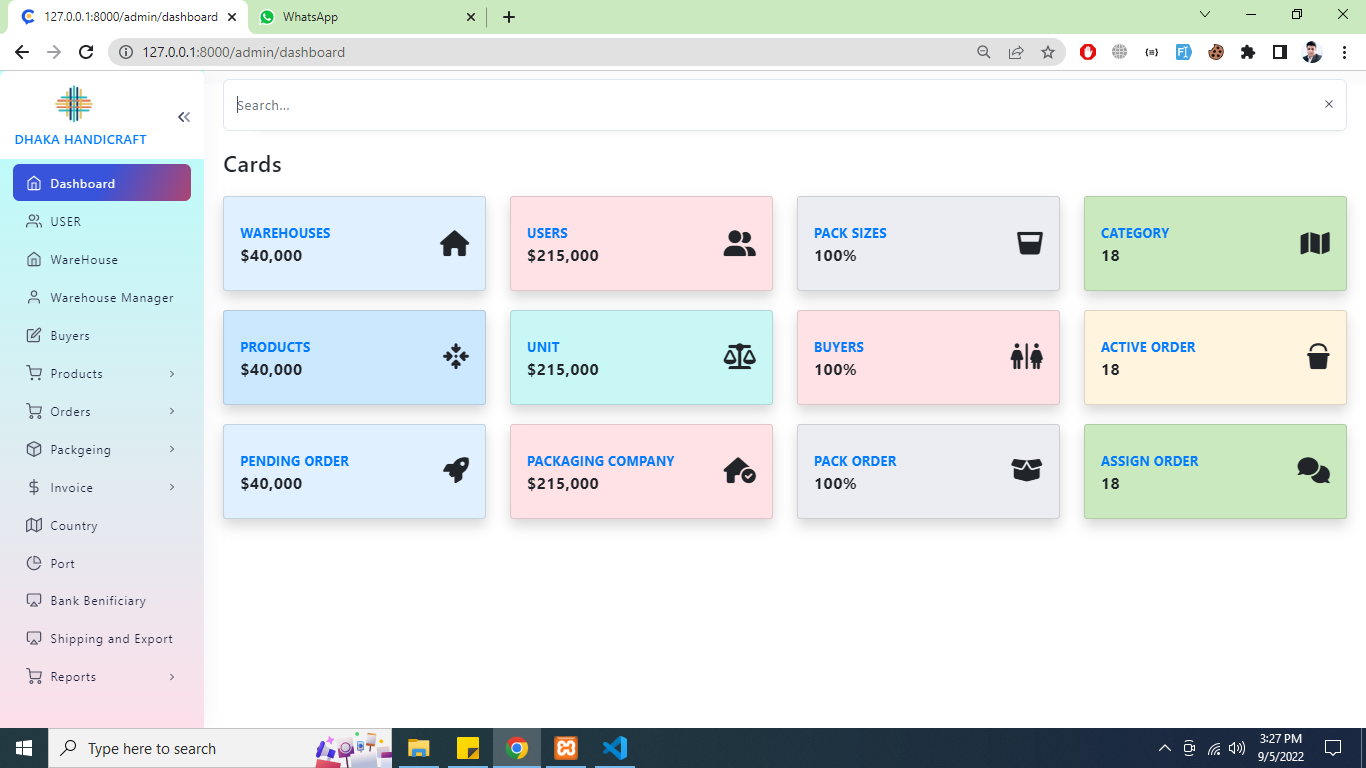 127.0.0.1:8000/admin/dashboard
WhatsApp
127.0.0.1:8000/admin/dashboard
DHAKA HANDICRAFT
Search...
Cards
Dashboard
USER
WareHouse
Warehouse Manager
Buyers
Products
Orders
Packgeing
Invoice
Country
Port
Bank Benificiary
Shipping and Export
Reports
WAREHOUSES
$40,000
USERS
$215,000
PACK SIZES
100%
CATEGORY
18
PRODUCTS
$40,000
UNIT
$215,000
BUYERS
100%
ACTIVE ORDER
18
PENDING ORDER
$40,000
PACKAGING COMPANY
$215,000
PACK ORDER
100%
ASSIGN ORDER
18
Type here to search
3:27 PM
9/5/2022